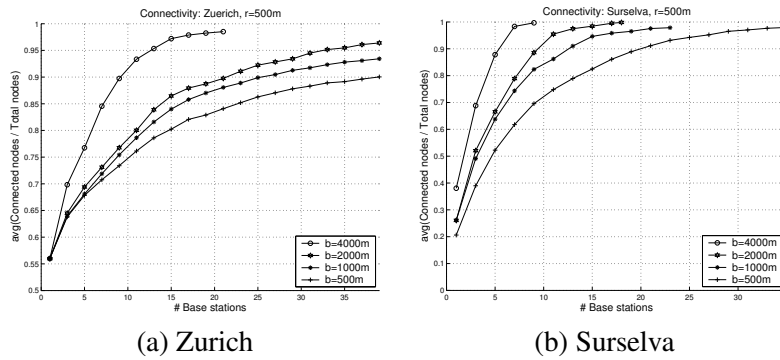 Connectivity: Zuerich, r=500m
avg(Connected nodes / Total nodes)
1
0.95
0.9
0.85
0.8
0.75
0.7
0.65
0.6
0.55
0.5
0 5 10 15 20 25 30 35
# Base stations
b=4000m
b=2000m
b=1000m
b=500m
(a) Zurich
Connectivity: Surselva, r=500m
avg(Connected nodes / Total nodes)
1
0.9
0.8
0.7
0.6
0.5
0.4
0.3
0.2
0.1
0
0 5 10 15 20 25 30
# Base stations
b=4000m
b=2000m
b=1000m
b=500m
(b) Surselva